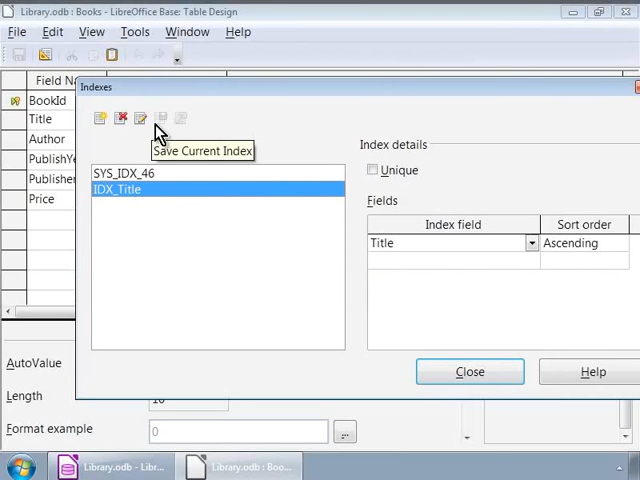 Library.odb : Books - LibreOffice Base: Table Design
File Edit View Tools Window Help
Field Na
Indexes
BookId
Title
Author
PublishYe
Publisher
Price
Save Current Index
SYS_IDX_46
IDX_Title
Index details
Unique
Fields
Index field Sort order
Title Ascending
Close Help
AutoValue
Length
Format example
0
...
Library.odb - Libr...
Library.odb : Boo...